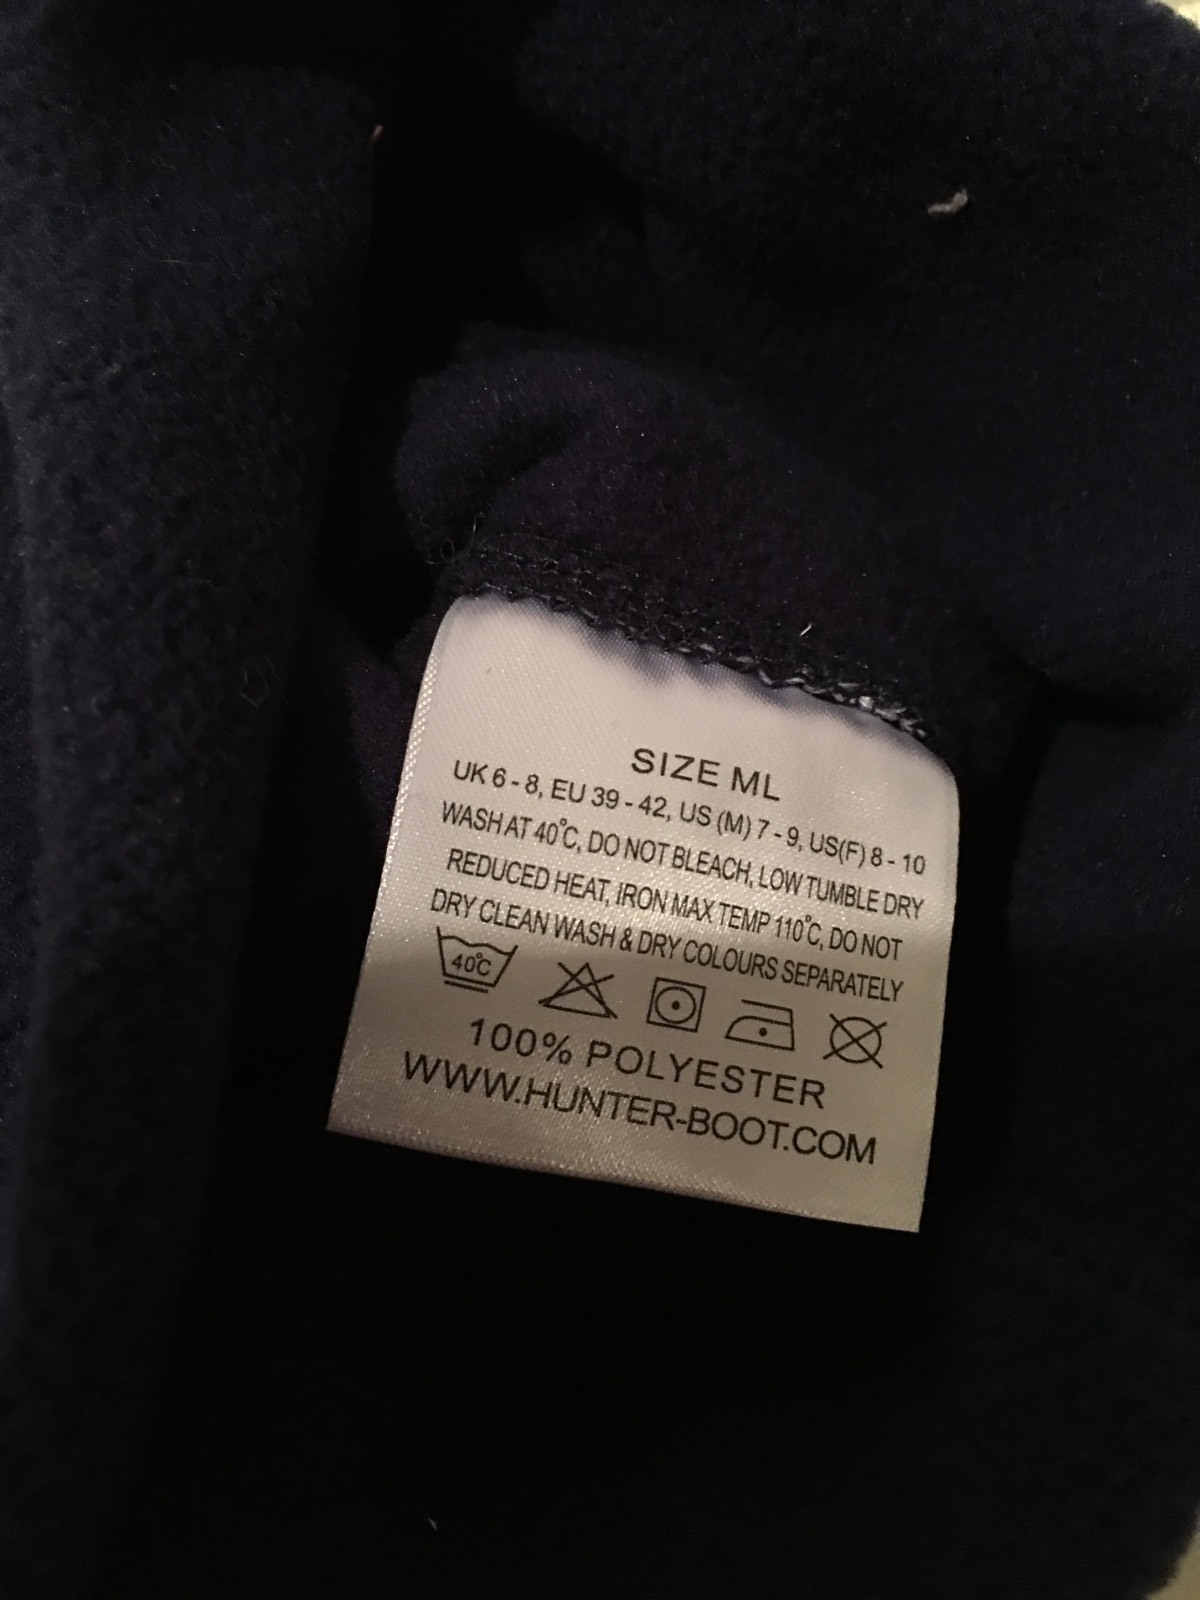 SIZE ML
UK 6 - 8, EU 39 - 42, US (M) 7 - 9, US(F) 8 - 10
WASH AT 40°C, DO NOT BLEACH, LOW TUMBLE DRY
REDUCED HEAT, IRON MAX TEMP 110°C, DO NOT
DRY CLEAN WASH & DRY COLOURS SEPARATELY
40°C
100% POLYESTER
WWW.HUNTER-BOOT.COM